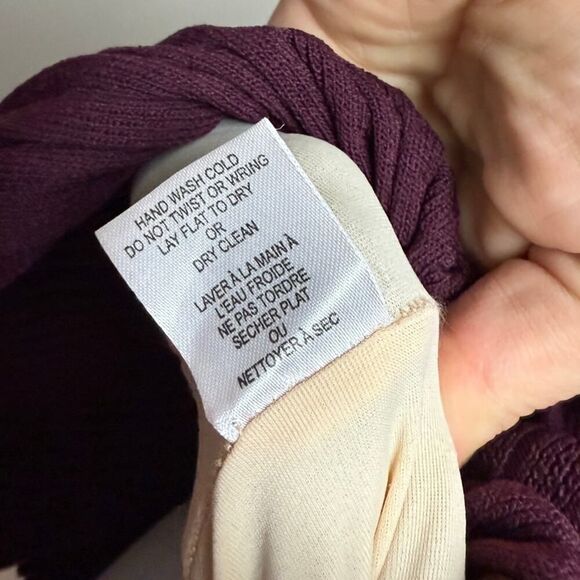 HAND WASH COLD
DO NOT TWIST OR WRING
LAY FLAT TO DRY
OR
DRY CLEAN
LAVER À LA MAIN À
L'EAU FROIDE
NE PAS TORDRE
SECHER PLAT
OU
NETTOYER À SEC